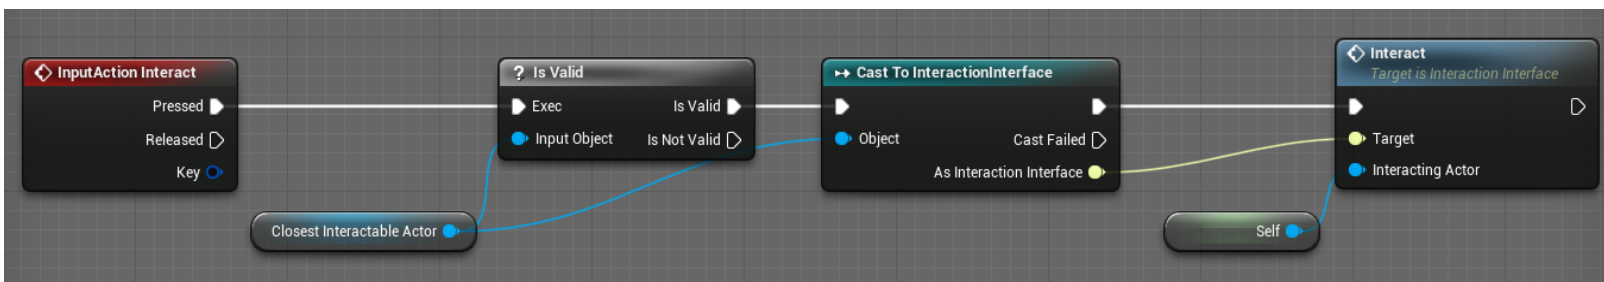 InputAction Interact
Pressed
Released
Key
Closest Interactable Actor
? Is Valid
Exec
Is Valid
Input Object
Is Not Valid
Cast To InteractionInterface
Object
Cast Failed
As Interaction Interface
Self
Interact
Target is Interaction Interface
Target
Interacting Actor